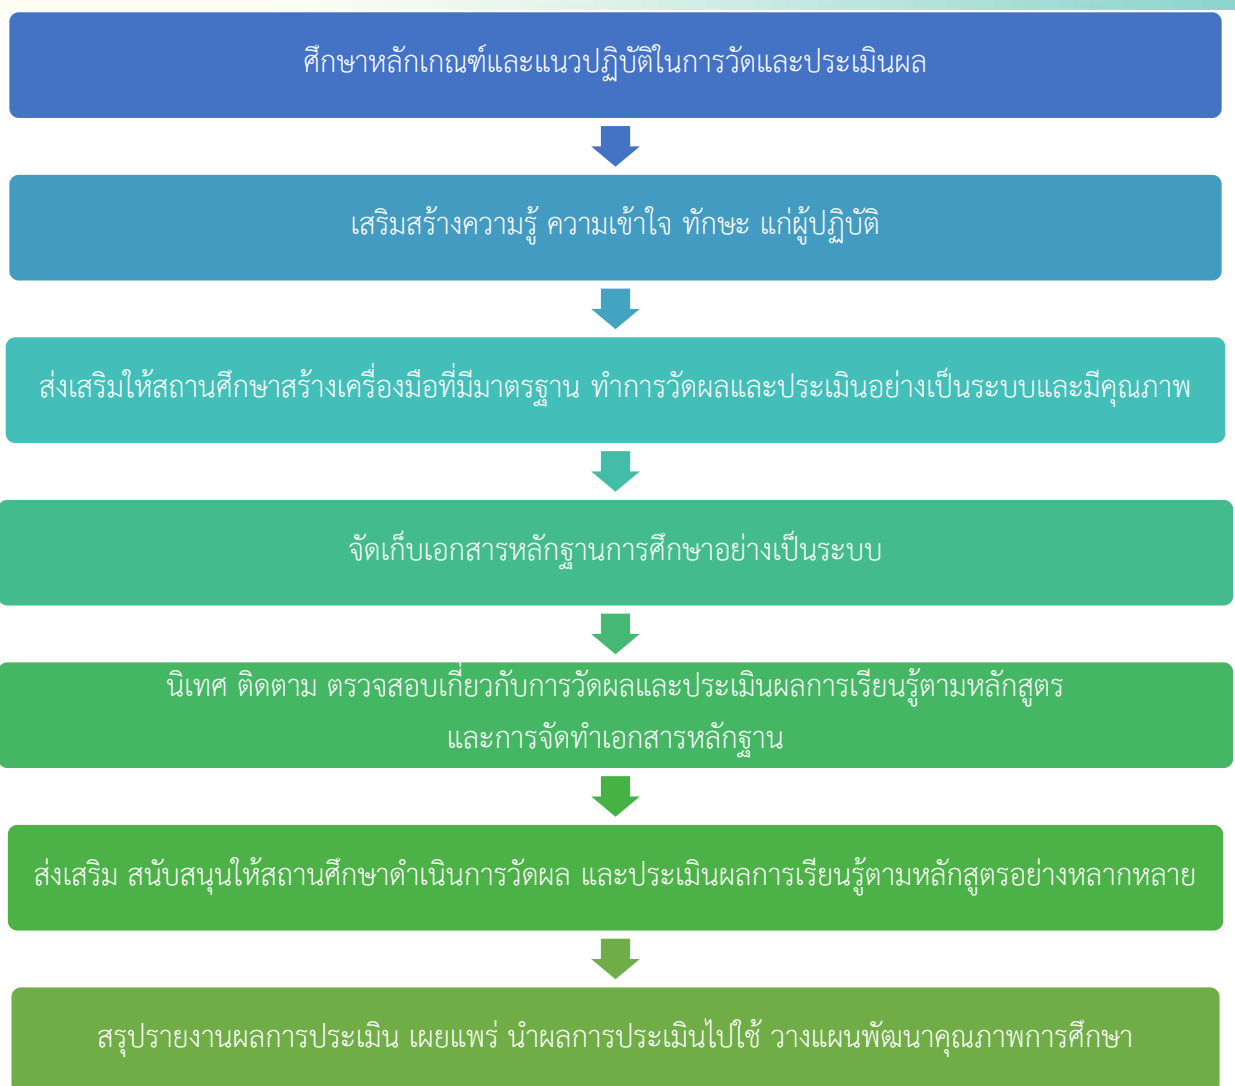 ศึกษาหลักเกณฑ์และแนวปฏิบัติในการวัดและประเมินผล
เสริมสร้างความรู้ ความเข้าใจ ทักษะ แก่ผู้ปฏิบัติ
ส่งเสริมให้สถานศึกษาสร้างเครื่องมือที่มีมาตรฐาน ทำการวัดผลและประเมินอย่างเป็นระบบและมีคุณภาพ
จัดเก็บเอกสารหลักฐานการศึกษาอย่างเป็นระบบ
นิเทศ ติดตาม ตรวจสอบเกี่ยวกับการวัดผลและประเมินผลการเรียนรู้ตามหลักสูตร
และการจัดทำเอกสารหลักฐาน
ส่งเสริม สนับสนุนให้สถานศึกษาดำเนินการวัดผล และประเมินผลการเรียนรู้ตามหลักสูตรอย่างหลากหลาย
สรุปรายงานผลการประเมิน เผยแพร่ นำผลการประเมินไปใช้ วางแผนพัฒนาคุณภาพการศึกษา